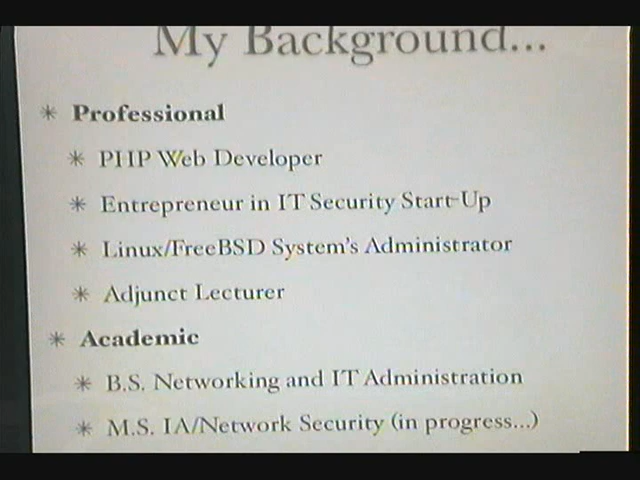 My Background...
✳ Professional
✳ PHP Web Developer
✳ Entrepreneur in IT Security Start-Up
✳ Linux/FreeBSD System's Administrator
✳ Adjunct Lecturer
✳ Academic
✳ B.S. Networking and IT Administration
✳ M.S. IA/Network Security (in progress...)